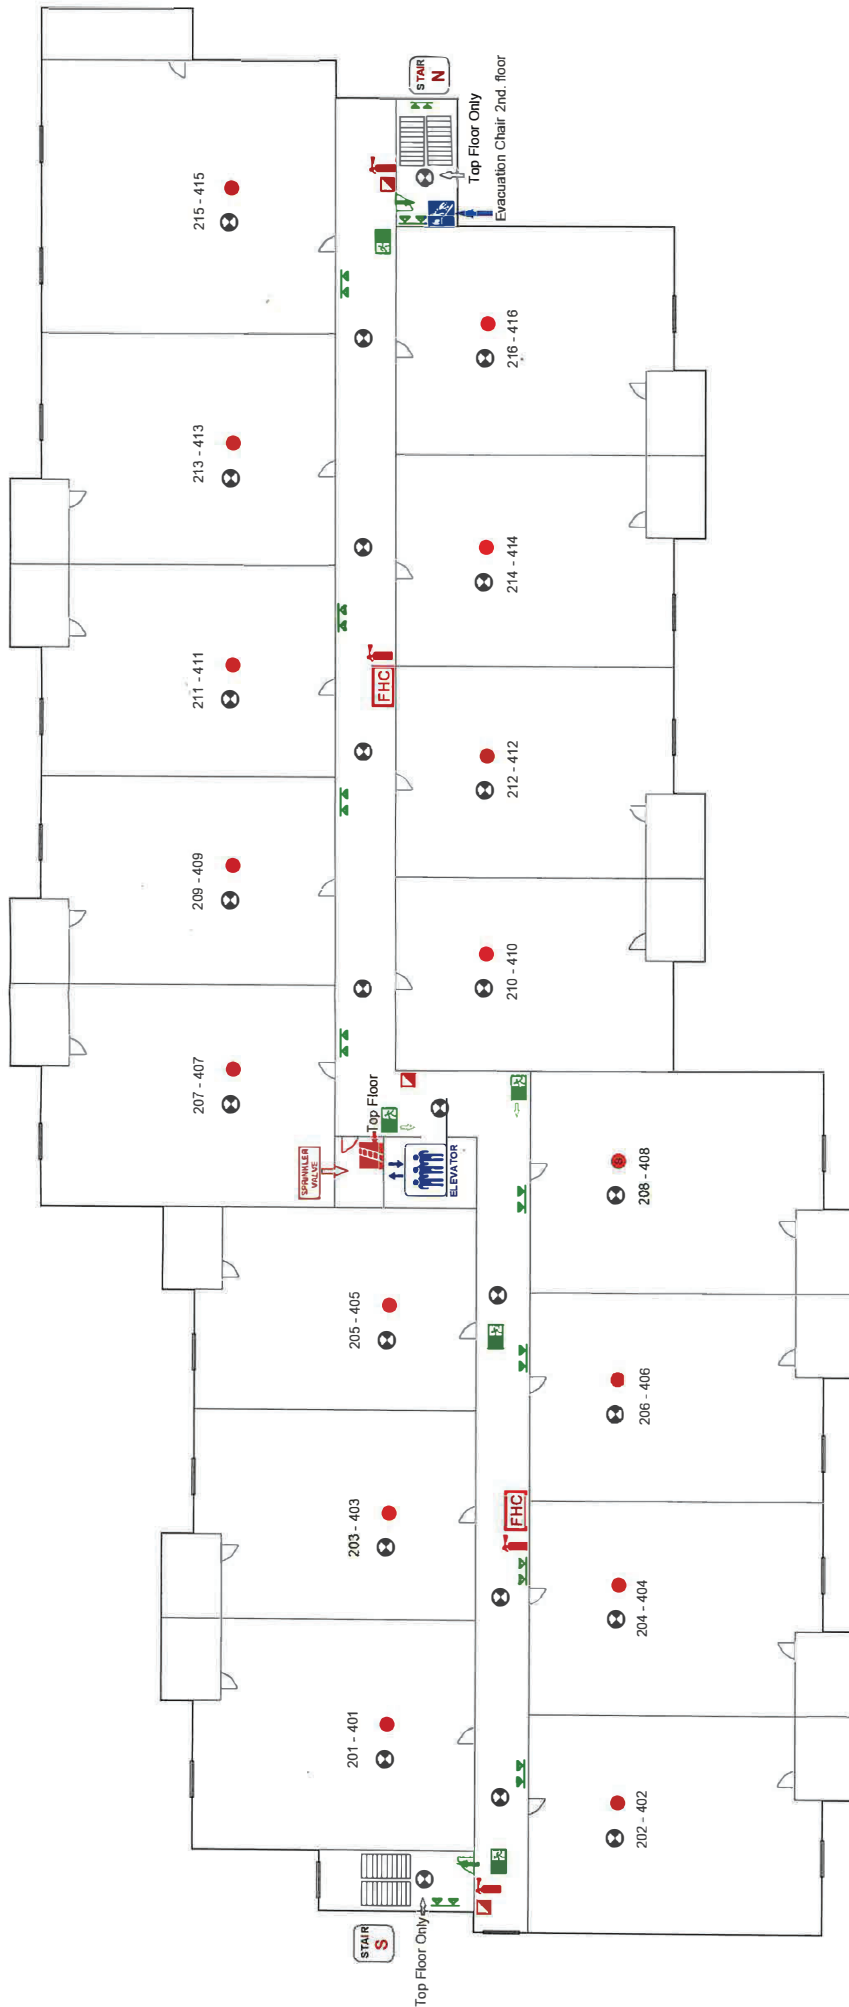 STAIR
N
Top Floor Only
Evacuation Chair 2nd. floor
215 - 415
213 - 413
216 - 416
214 - 414
211 - 411
FHC
212 - 412
209 - 409
210 - 410
207 - 407
Top Floor
SPRINKLER
VALVE
ELEVATOR
208 - 408
205 - 405
206 - 406
203 - 403
FHC
204 - 404
201 - 401
202 - 402
STAIR
S
Top Floor Only